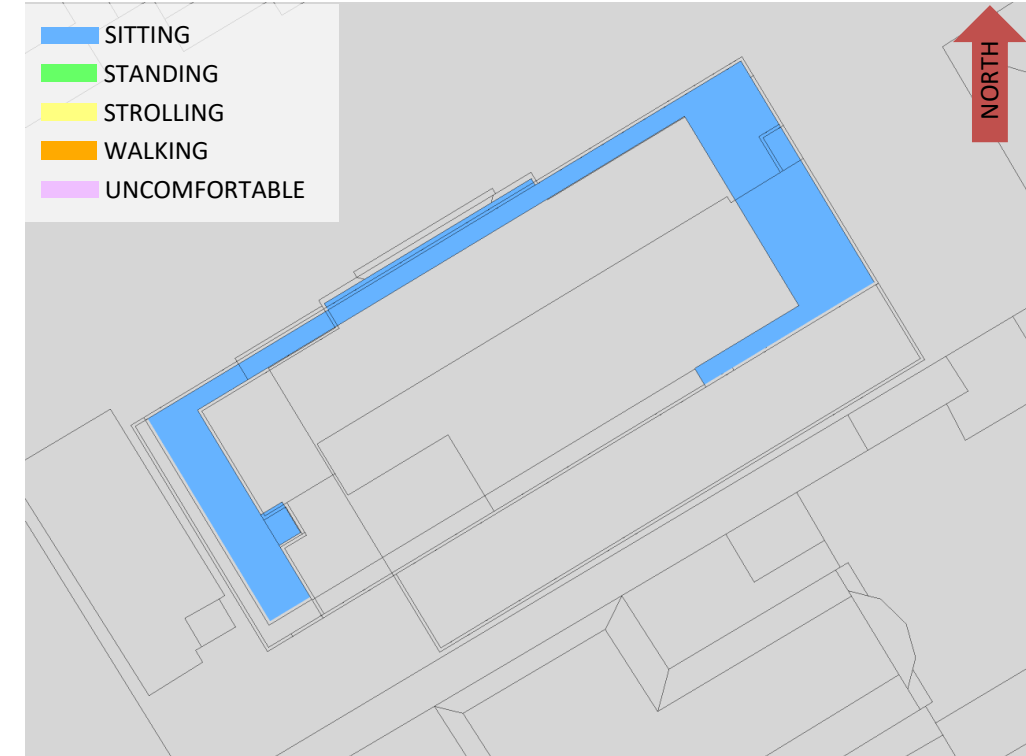 SITTING
STANDING
STROLLING
WALKING
UNCOMFORTABLE
NORTH